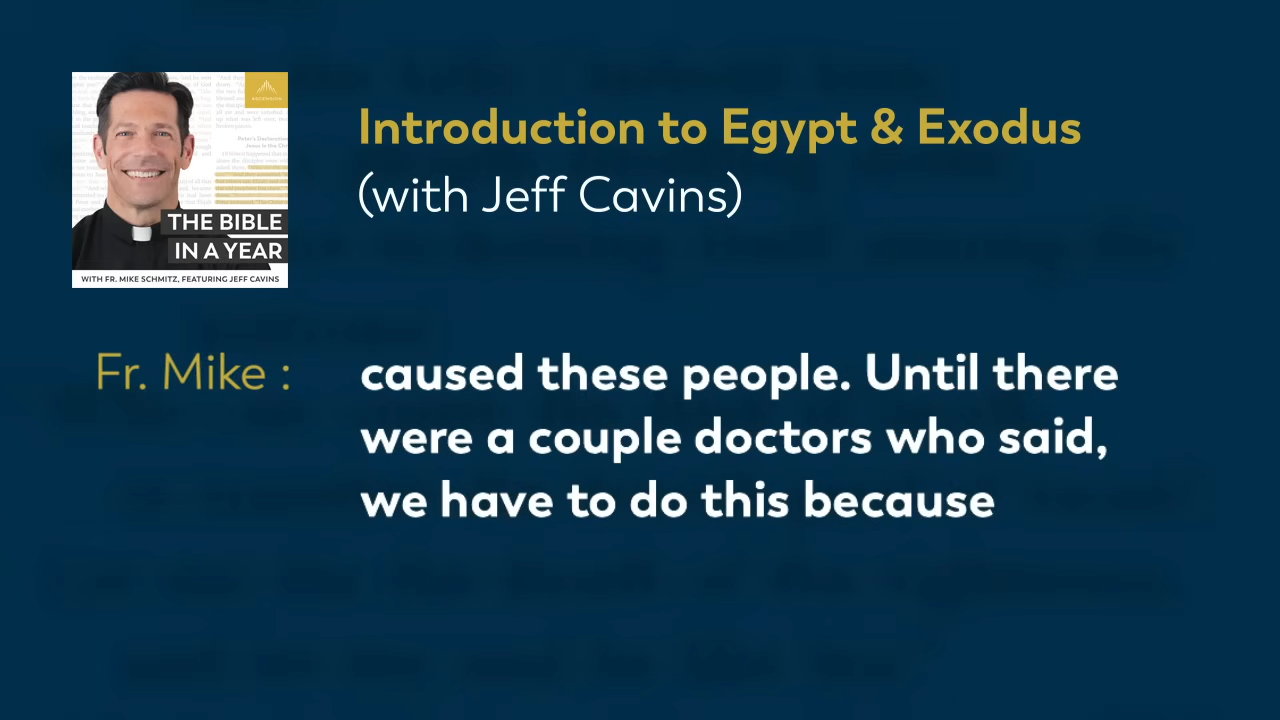 ASCENSION
THE BIBLE
IN A YEAR
WITH FR. MIKE SCHMITZ, FEATURING JEFF CAVINS
Introduction to Egypt & Exodus
(with Jeff Cavins)
Fr. Mike : caused these people. Until there
were a couple doctors who said,
we have to do this because